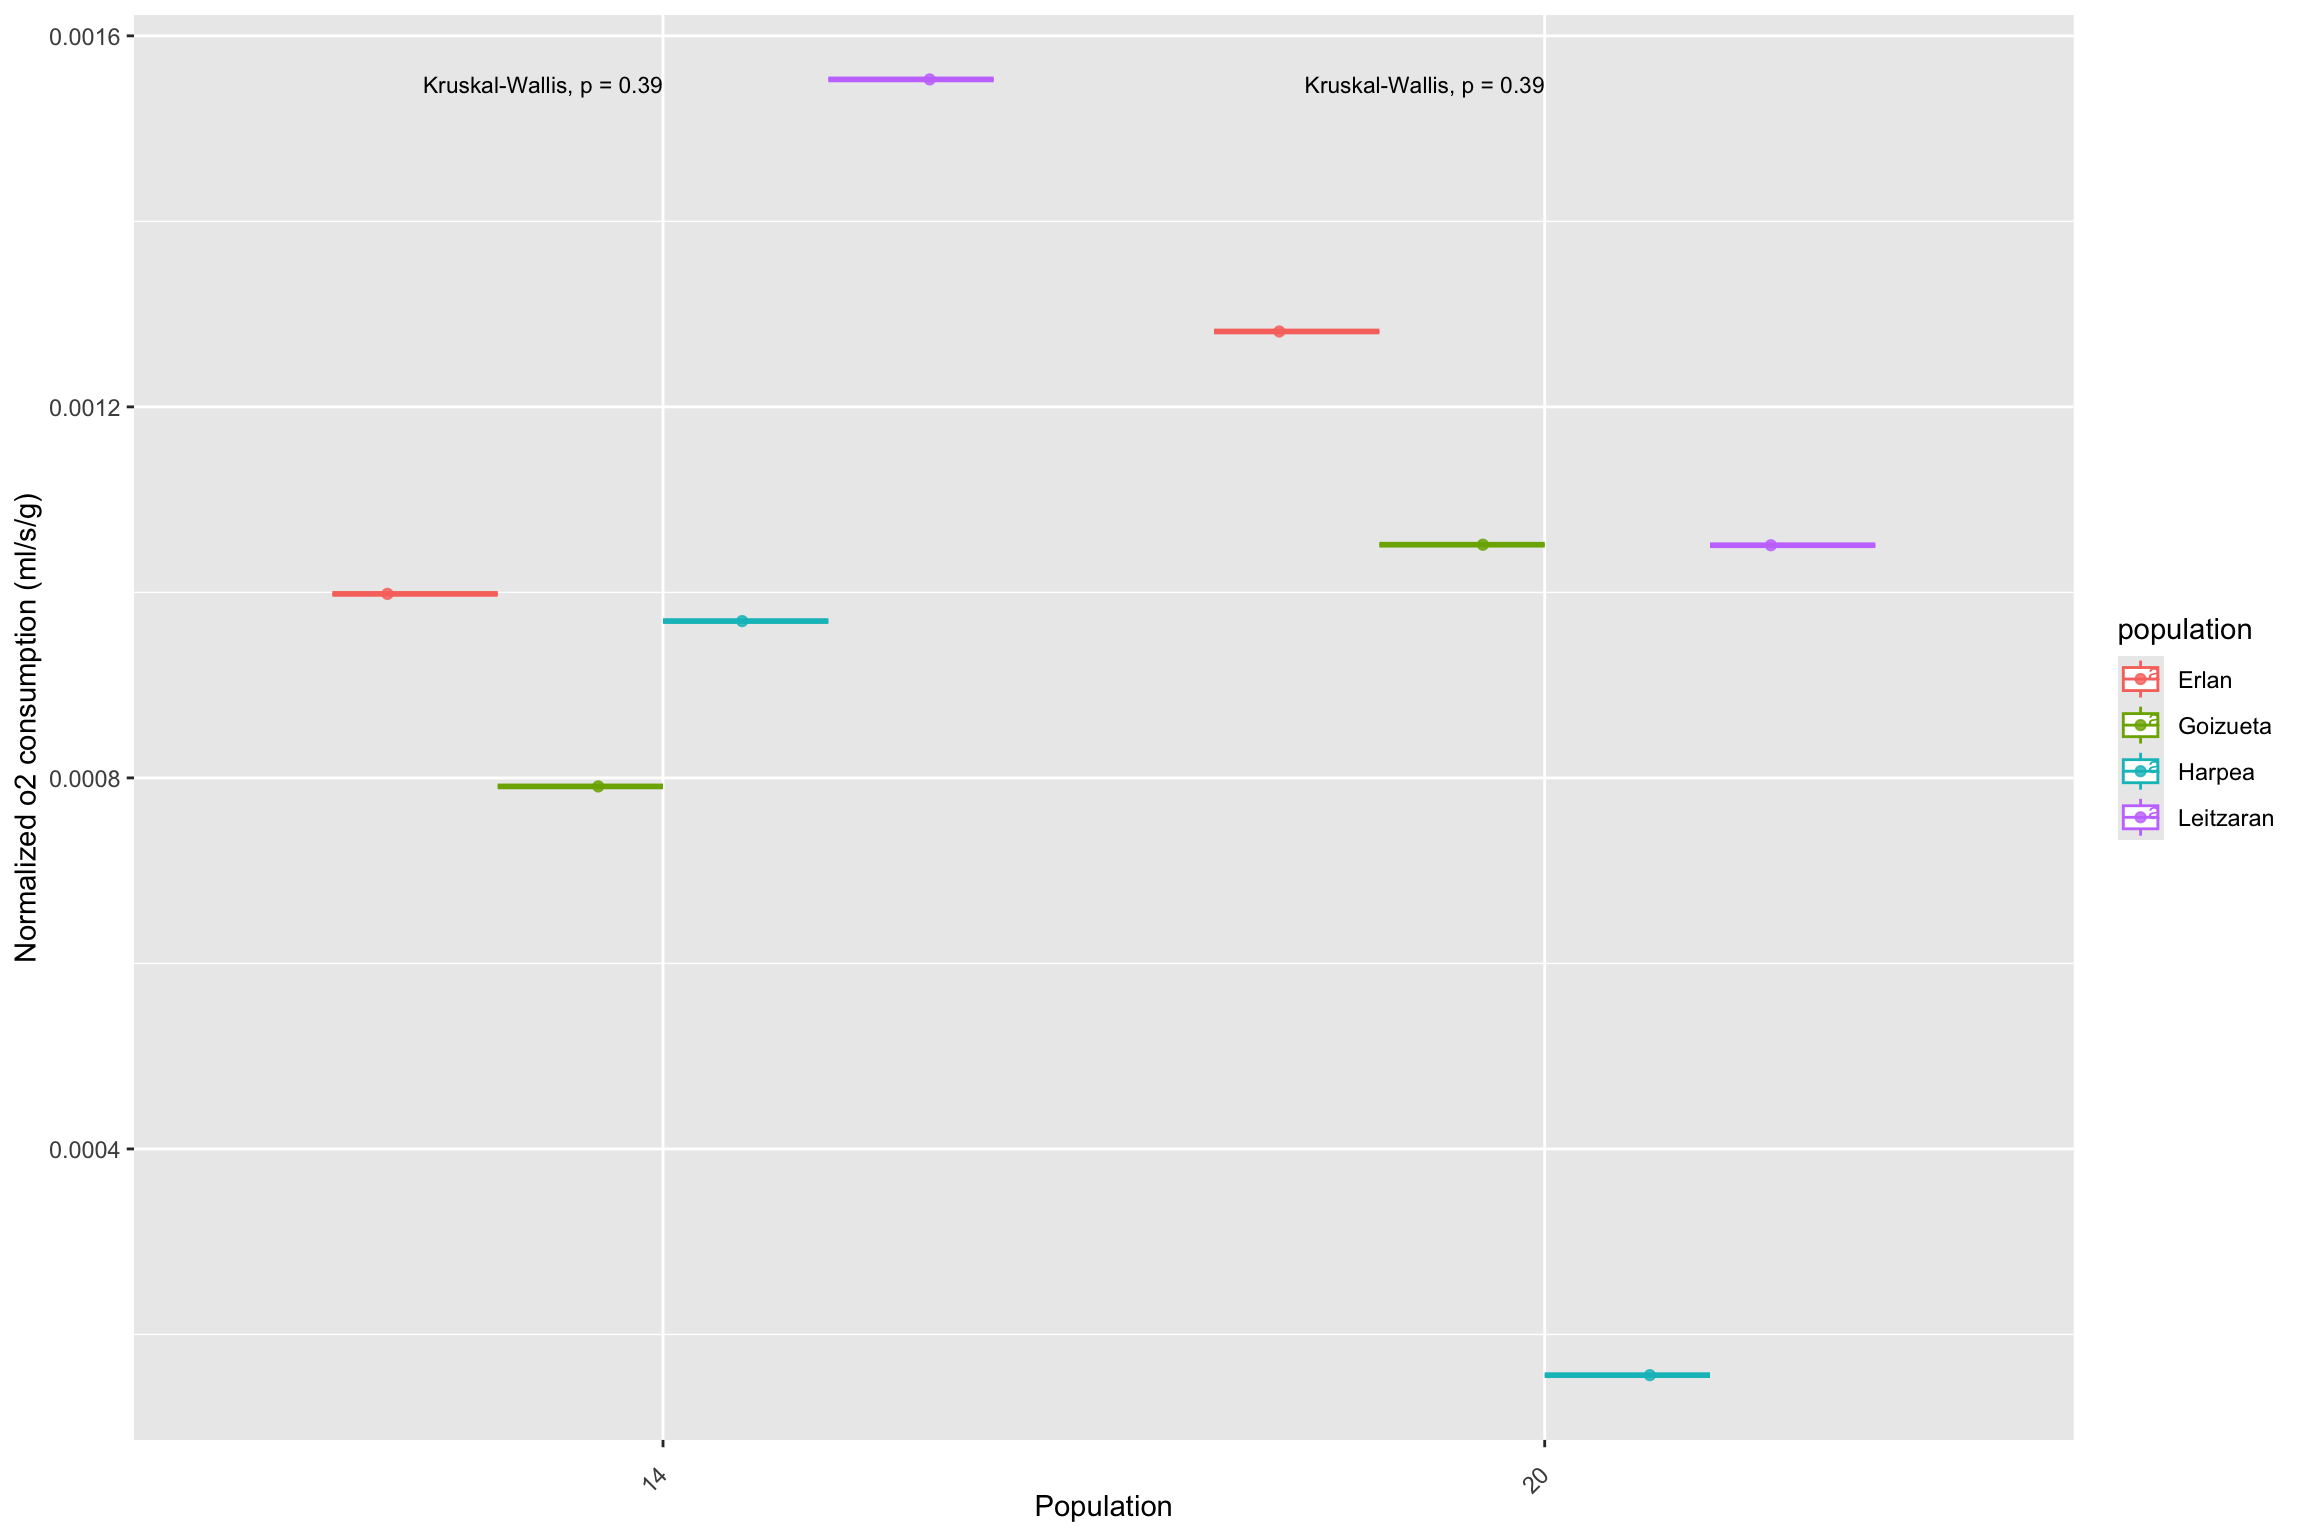 0.0016
0.0012
0.0008
0.0004
Normalized o2 consumption (ml/s/g)
Kruskal-Wallis, p = 0.39
Kruskal-Wallis, p = 0.39
14
20
Population
population
a Erlan
a Goizueta
a Harpea
a Leitzaran